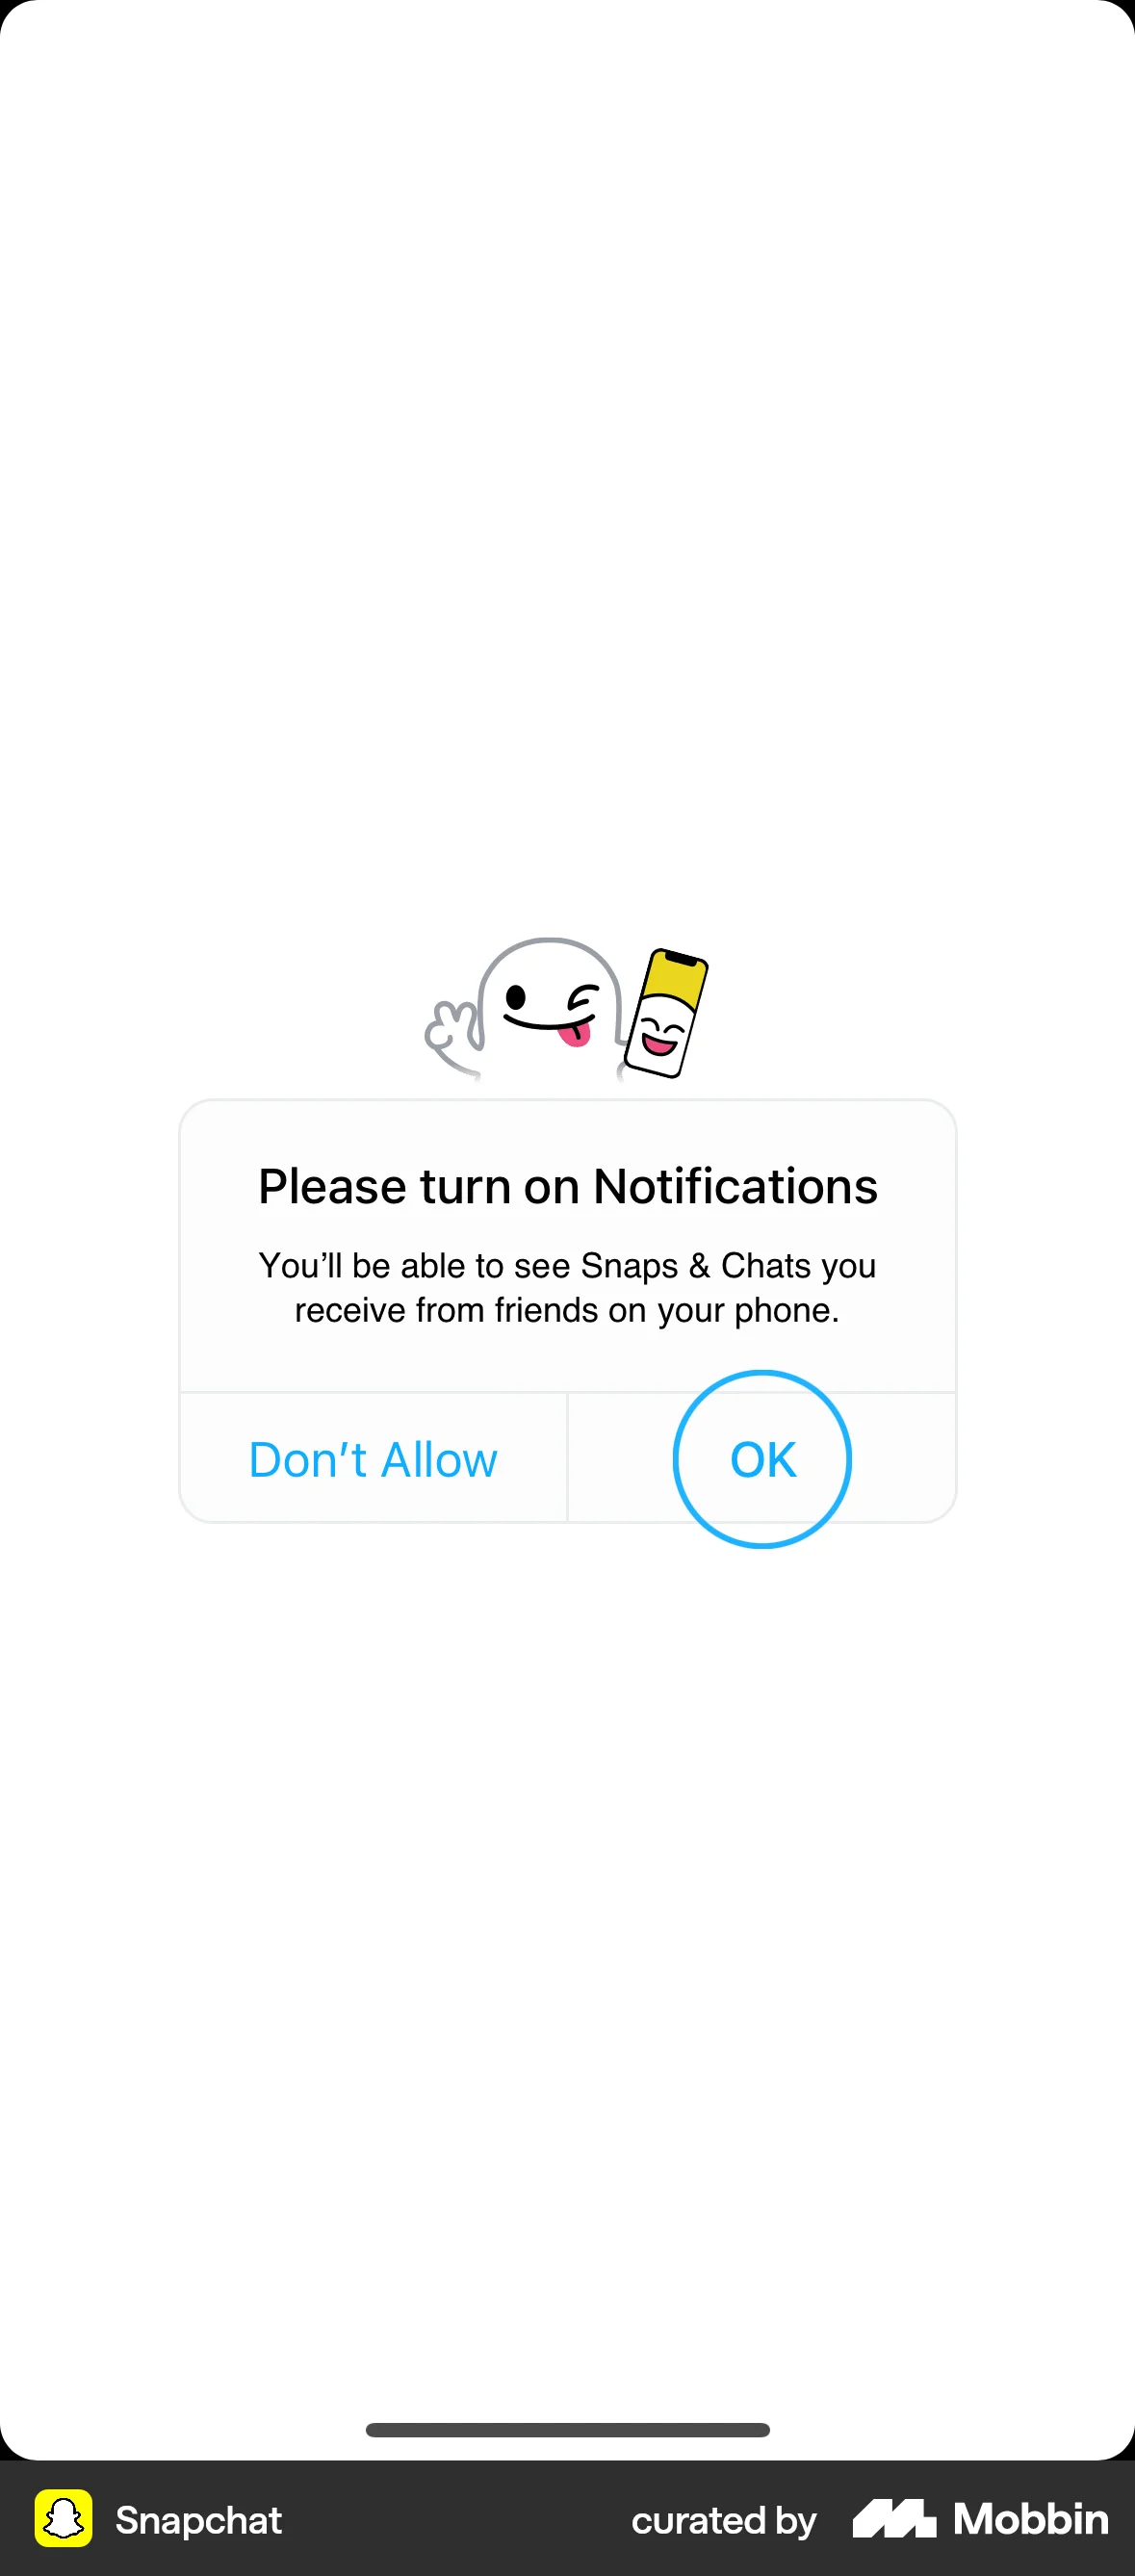 Please turn on Notifications
You’ll be able to see Snaps & Chats you
receive from friends on your phone.
Don’t Allow
OK
Snapchat
curated by Mobbin